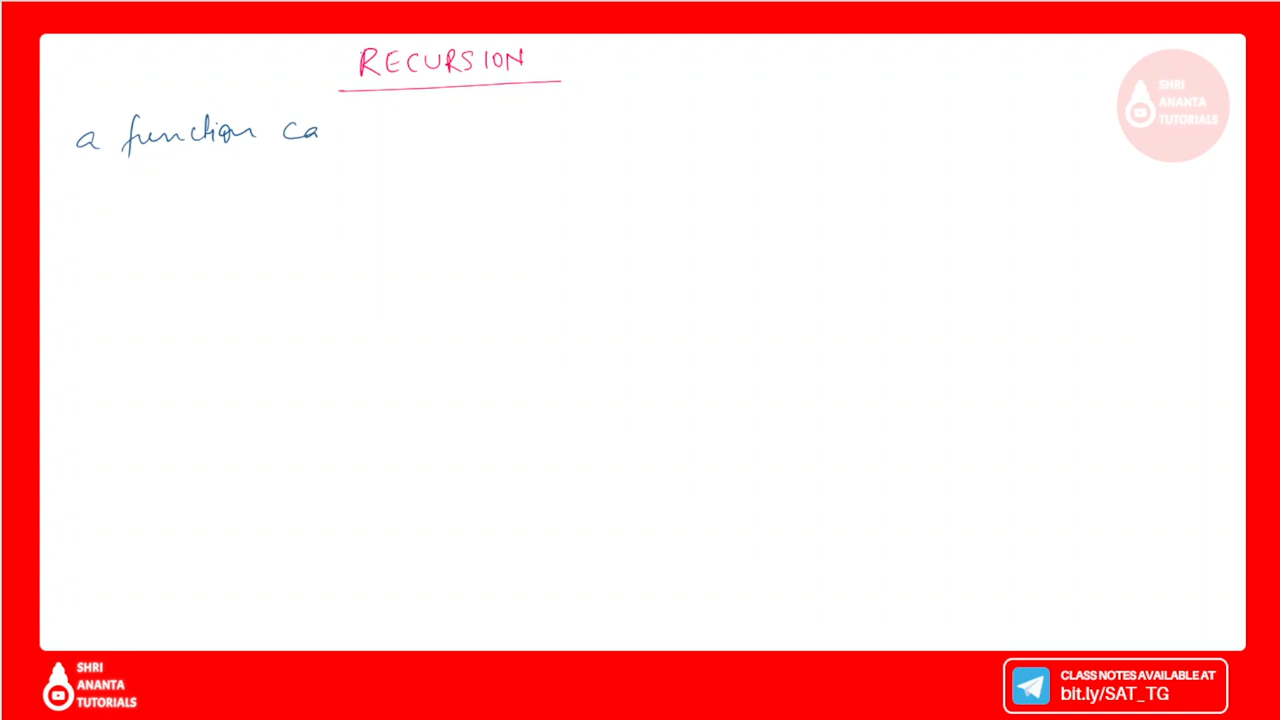 RECURSION
a function ca
SHRI
ANANTA
TUTORIALS
SHRI
ANANTA
TUTORIALS
CLASS NOTES AVAILABLE AT
bit.ly/SAT_TG